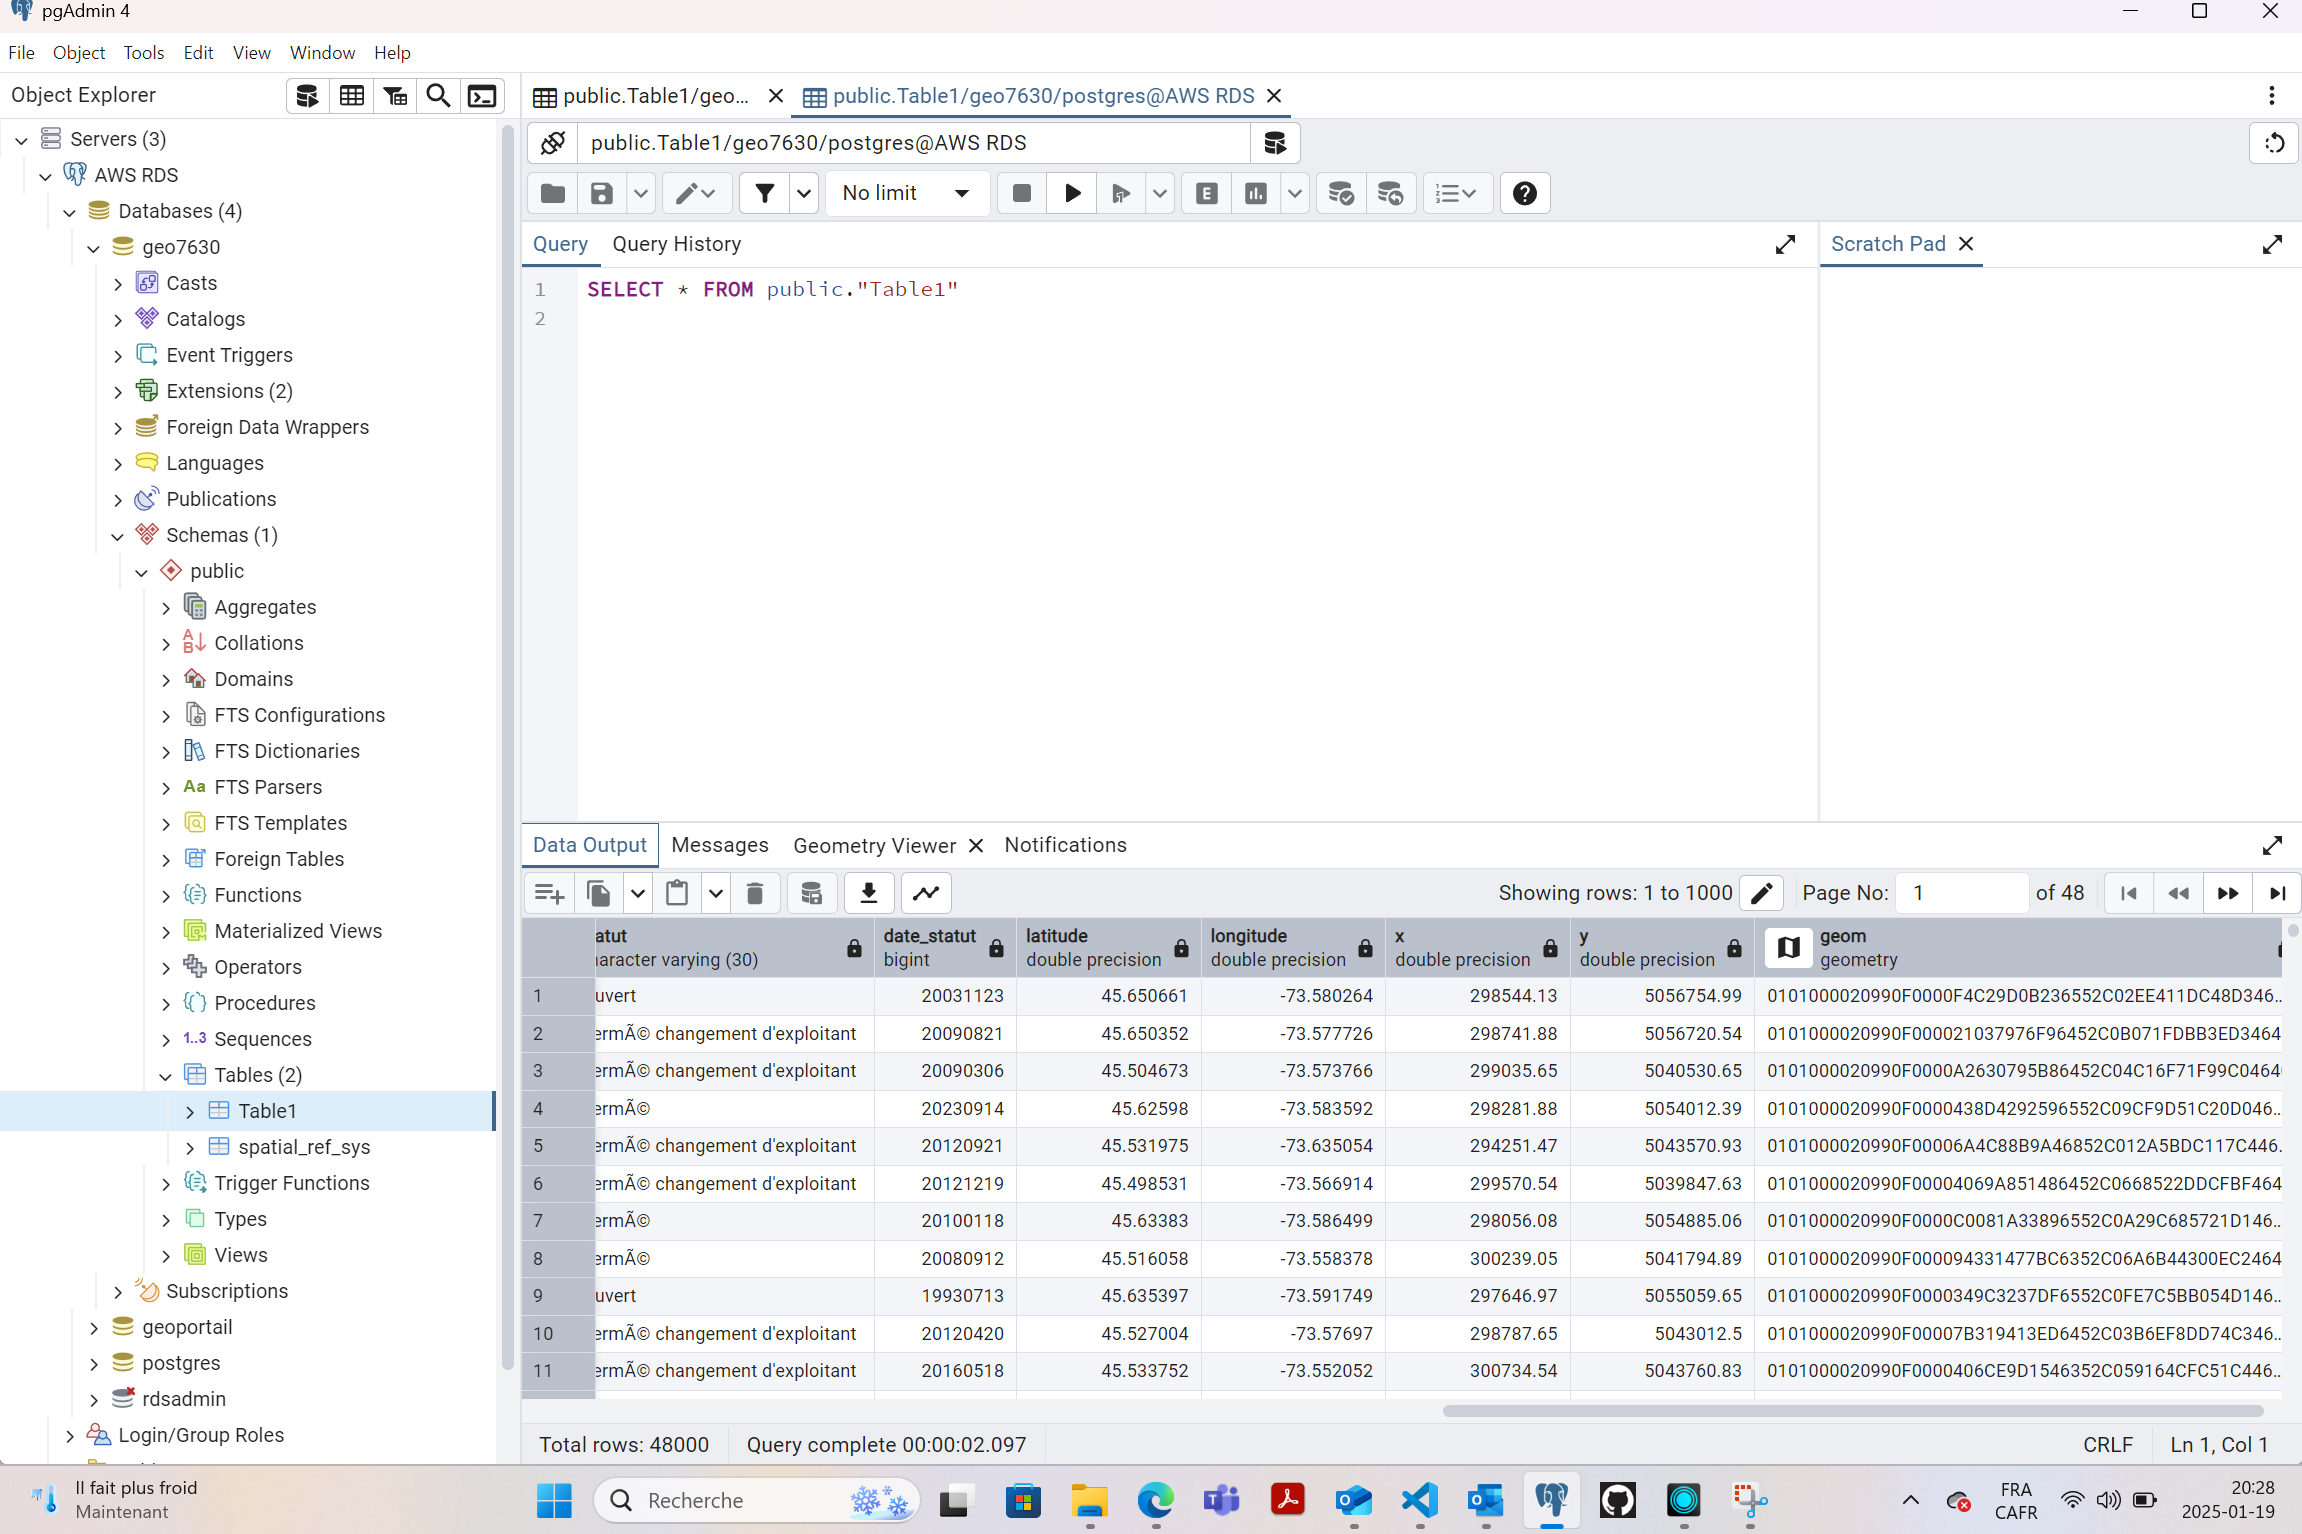 pgAdmin 4
File Object Tools Edit View Window Help
Object Explorer
Servers (3)
AWS RDS
Databases (4)
geo7630
Casts
Catalogs
Event Triggers
Extensions (2)
Foreign Data Wrappers
Languages
Publications
Schemas (1)
public
Aggregates
Collations
Domains
FTS Configurations
FTS Dictionaries
Aa FTS Parsers
FTS Templates
Foreign Tables
Functions
Materialized Views
Operators
Procedures
1..3 Sequences
Tables (2)
Table1
spatial_ref_sys
Trigger Functions
Types
Views
Subscriptions
geoportail
postgres
rdsadmin
Login/Group Roles
public.Table1/geo... public.Table1/geo7630/postgres@AWS RDS
public.Table1/geo7630/postgres@AWS RDS
No limit
Query Query History Scratch Pad
1 SELECT * FROM public."Table1"
2
Data Output Messages Geometry Viewer Notifications
Showing rows: 1 to 1000 Page No: 1 of 48
atut date_statut latitude longitude x y geom
naracter varying (30) bigint double precision double precision double precision double precision geometry
1 uvert 20031123 45.650661 -73.580264 298544.13 5056754.99 0101000020990F0000F4C29D0B236552C02EE411DC48D346...
2 ermÃ© changement d'exploitant 20090821 45.650352 -73.577726 298741.88 5056720.54 0101000020990F000021037976F96452C0B071FDBB3ED3464
3 ermÃ© changement d'exploitant 20090306 45.504673 -73.573766 299035.65 5040530.65 0101000020990F0000A2630795B86452C04C16F71F99C0464
4 ermÃ© 20230914 45.62598 -73.583592 298281.88 5054012.39 0101000020990F0000438D4292596552C09CF9D51C20D046...
5 ermÃ© changement d'exploitant 20120921 45.531975 -73.635054 294251.47 5043570.93 0101000020990F00006A4C88B9A46852C012A5BDC117C446...
6 ermÃ© changement d'exploitant 20121219 45.498531 -73.566914 299570.54 5039847.63 0101000020990F00004069A851486452C0668522DDCFBF464
7 ermÃ© 20100118 45.63383 -73.586499 298056.08 5054885.06 0101000020990F0000C0081A33896552C0A29C685721D146...
8 ermÃ© 20080912 45.516058 -73.558378 300239.05 5041794.89 0101000020990F000094331477BC6352C06A6B44300EC2464
9 uvert 19930713 45.635397 -73.591749 297646.97 5055059.65 0101000020990F0000349C3237DF6552C0FE7C5BB054D146...
10 ermÃ© changement d'exploitant 20120420 45.527004 -73.57697 298787.65 5043012.5 0101000020990F00007B319413ED6452C03B6EF8DD74C346...
11 ermÃ© changement d'exploitant 20160518 45.533752 -73.552052 300734.54 5043760.83 0101000020990F0000406CE9D1546352C059164CFC51C446...
Total rows: 48000 Query complete 00:00:02.097 CRLF Ln 1, Col 1
Il fait plus froid
Maintenant
Recherche
FRA
CAFR
20:28
2025-01-19